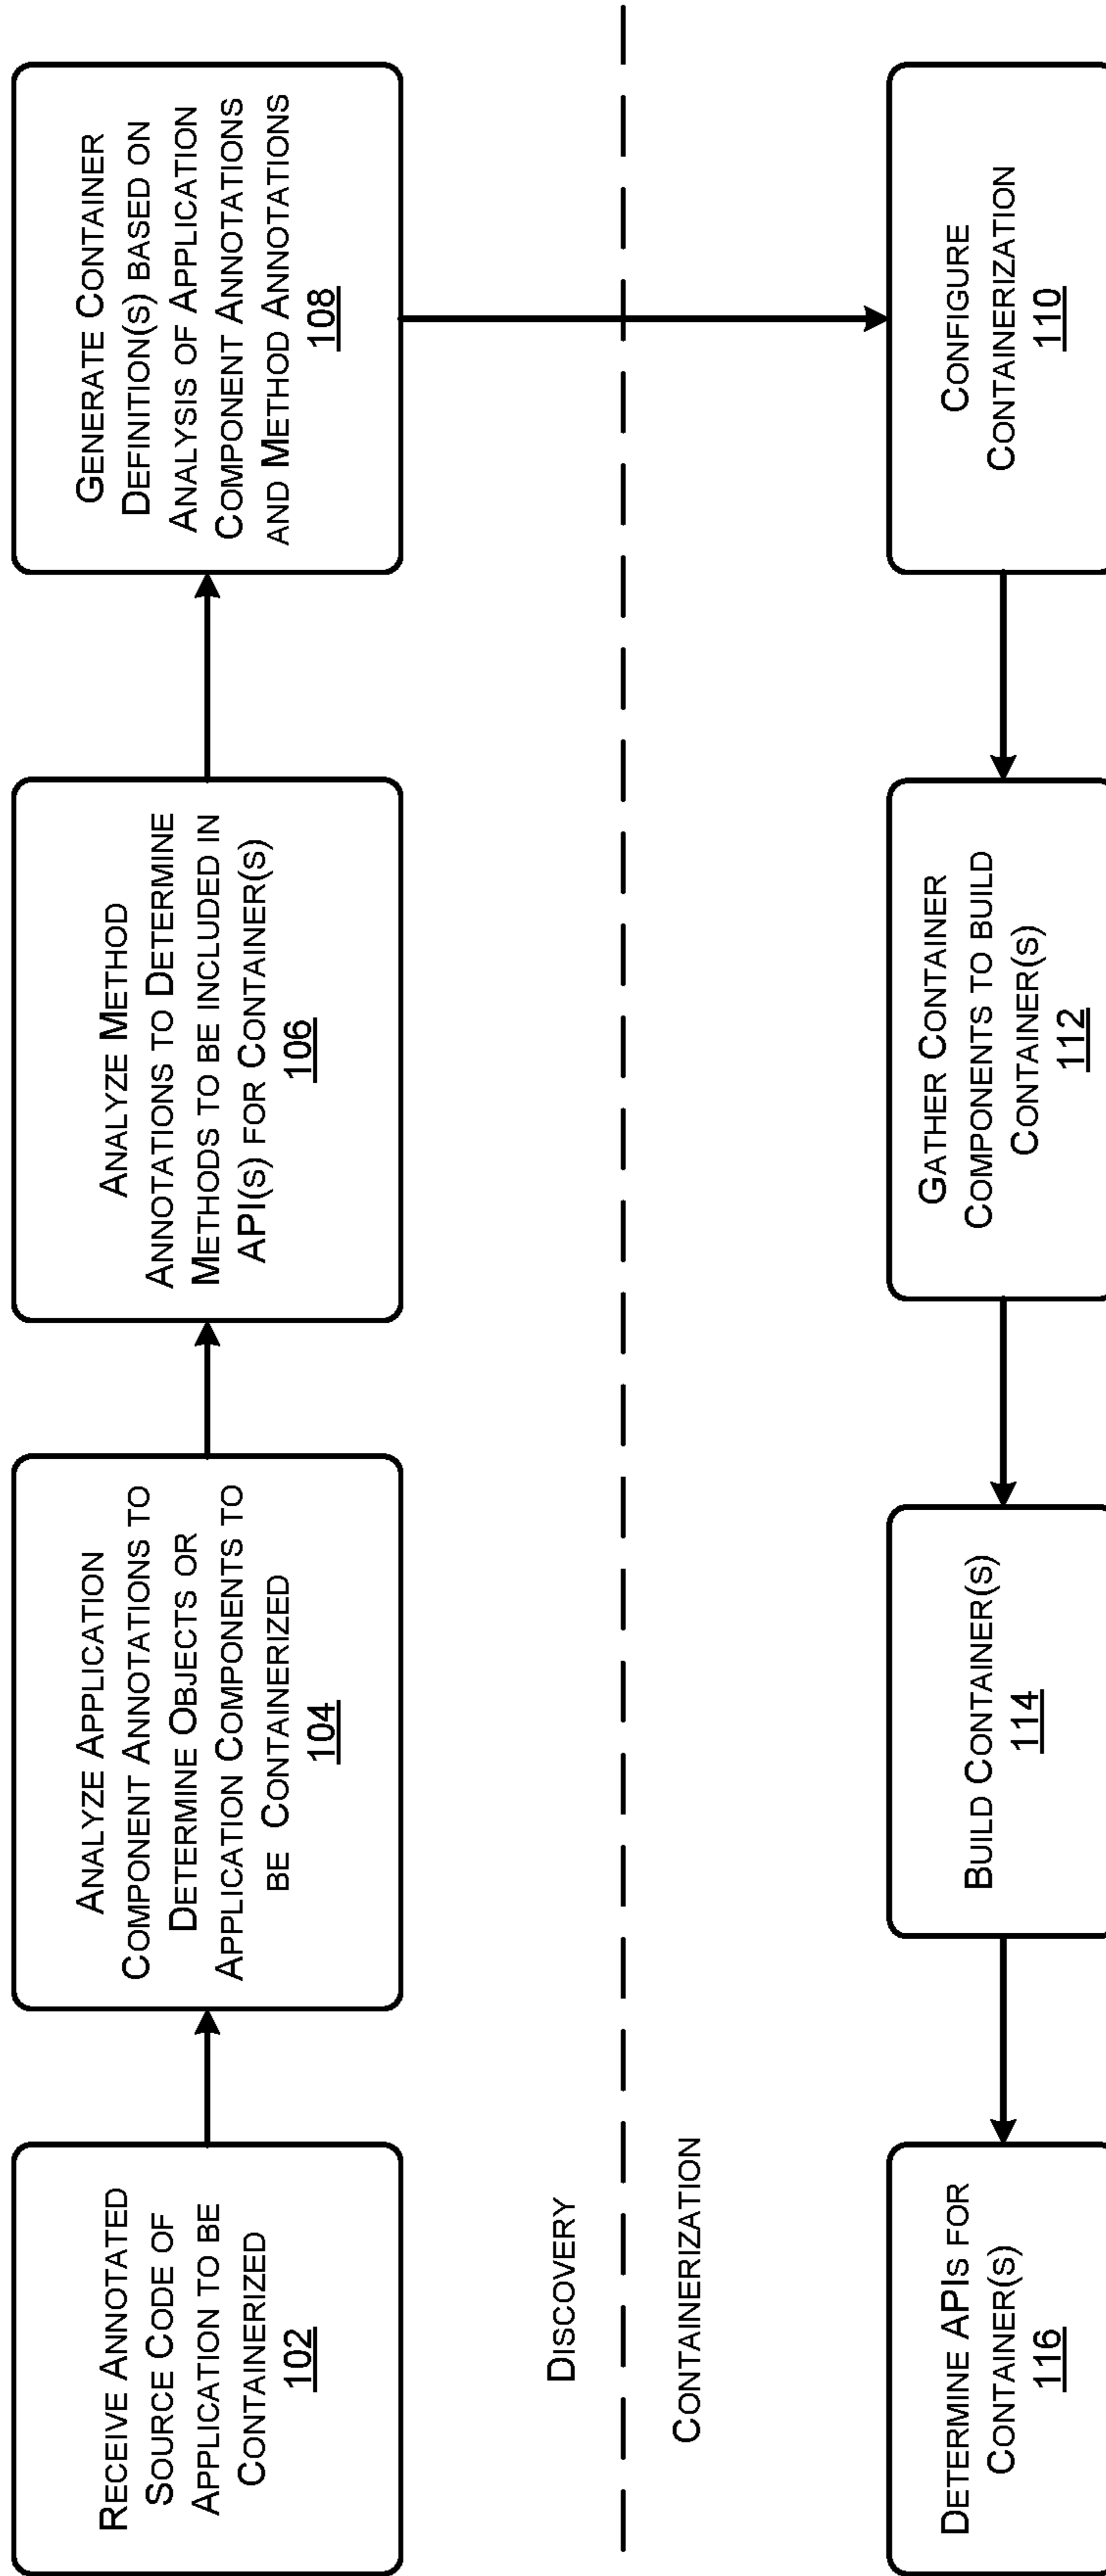 Receive Annotated
Source Code of
Application to be
Containerized
102
Analyze Application
Component Annotations to
Determine Objects or
Application Components to
be Containerized
104
Analyze Method
Annotations to Determine
Methods to be included in
API(s) for Container(s)
106
Generate Container
Definition(s) based on
Analysis of Application
Component Annotations
and Method Annotations
108
Discovery
Containerization
Configure
Containerization
110
Gather Container
Components to build
Container(s)
112
Build Container(s)
114
Determine APIs for
Container(s)
116